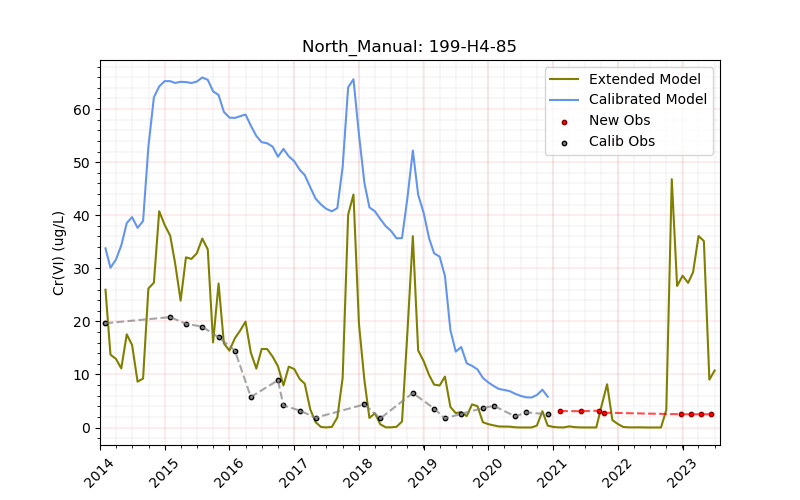 North_Manual: 199-H4-85
Extended Model
Calibrated Model
New Obs
Calib Obs
Cr(VI) (ug/L)
60
50
40
30
20
10
0
2014 2015 2016 2017 2018 2019 2020 2021 2022 2023